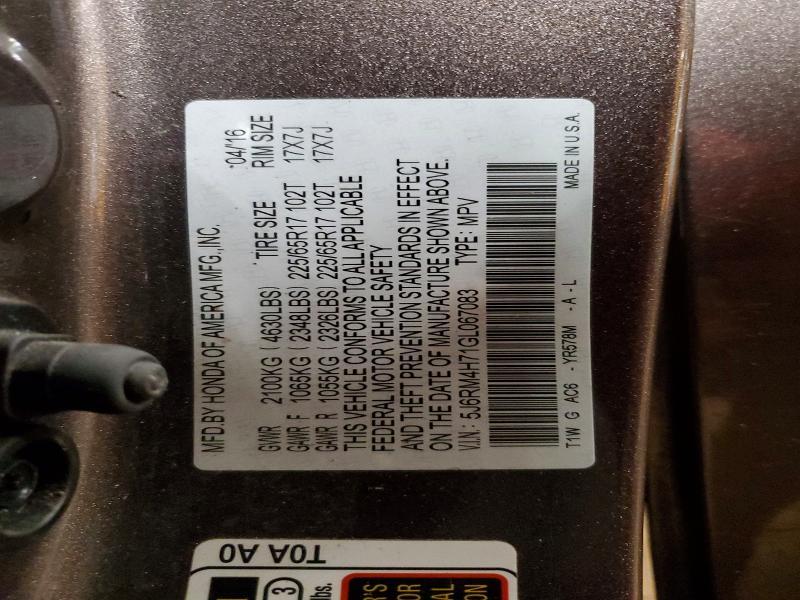 MFD.BY HONDA OF AMERICA MFG.,INC. 04/16
GVWR 2100KG ( 4630LBS) TIRE SIZE RIM SIZE
GAWR F 1065KG ( 2348LBS) 225/65R17 102T 17X7J
GAWR R 1055KG ( 2326LBS) 225/65R17 102T 17X7J
THIS VEHICLE CONFORMS TO ALL APPLICABLE
FEDERAL MOTOR VEHICLE SAFETY
AND THEFT PREVENTION STANDARDS IN EFFECT
ON THE DATE OF MANUFACTURE SHOWN ABOVE.
V.I.N.: 5J6RM4H71GL067083 TYPE: MPV
T1W G AC6 - YR578M - A - L MADE IN U.S.A.
T0A A0
3
lbs.